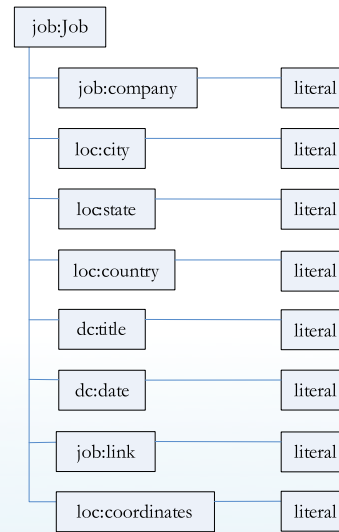 job:Job
job:company literal
loc:city literal
loc:state literal
loc:country literal
dc:title literal
dc:date literal
job:link literal
loc:coordinates literal